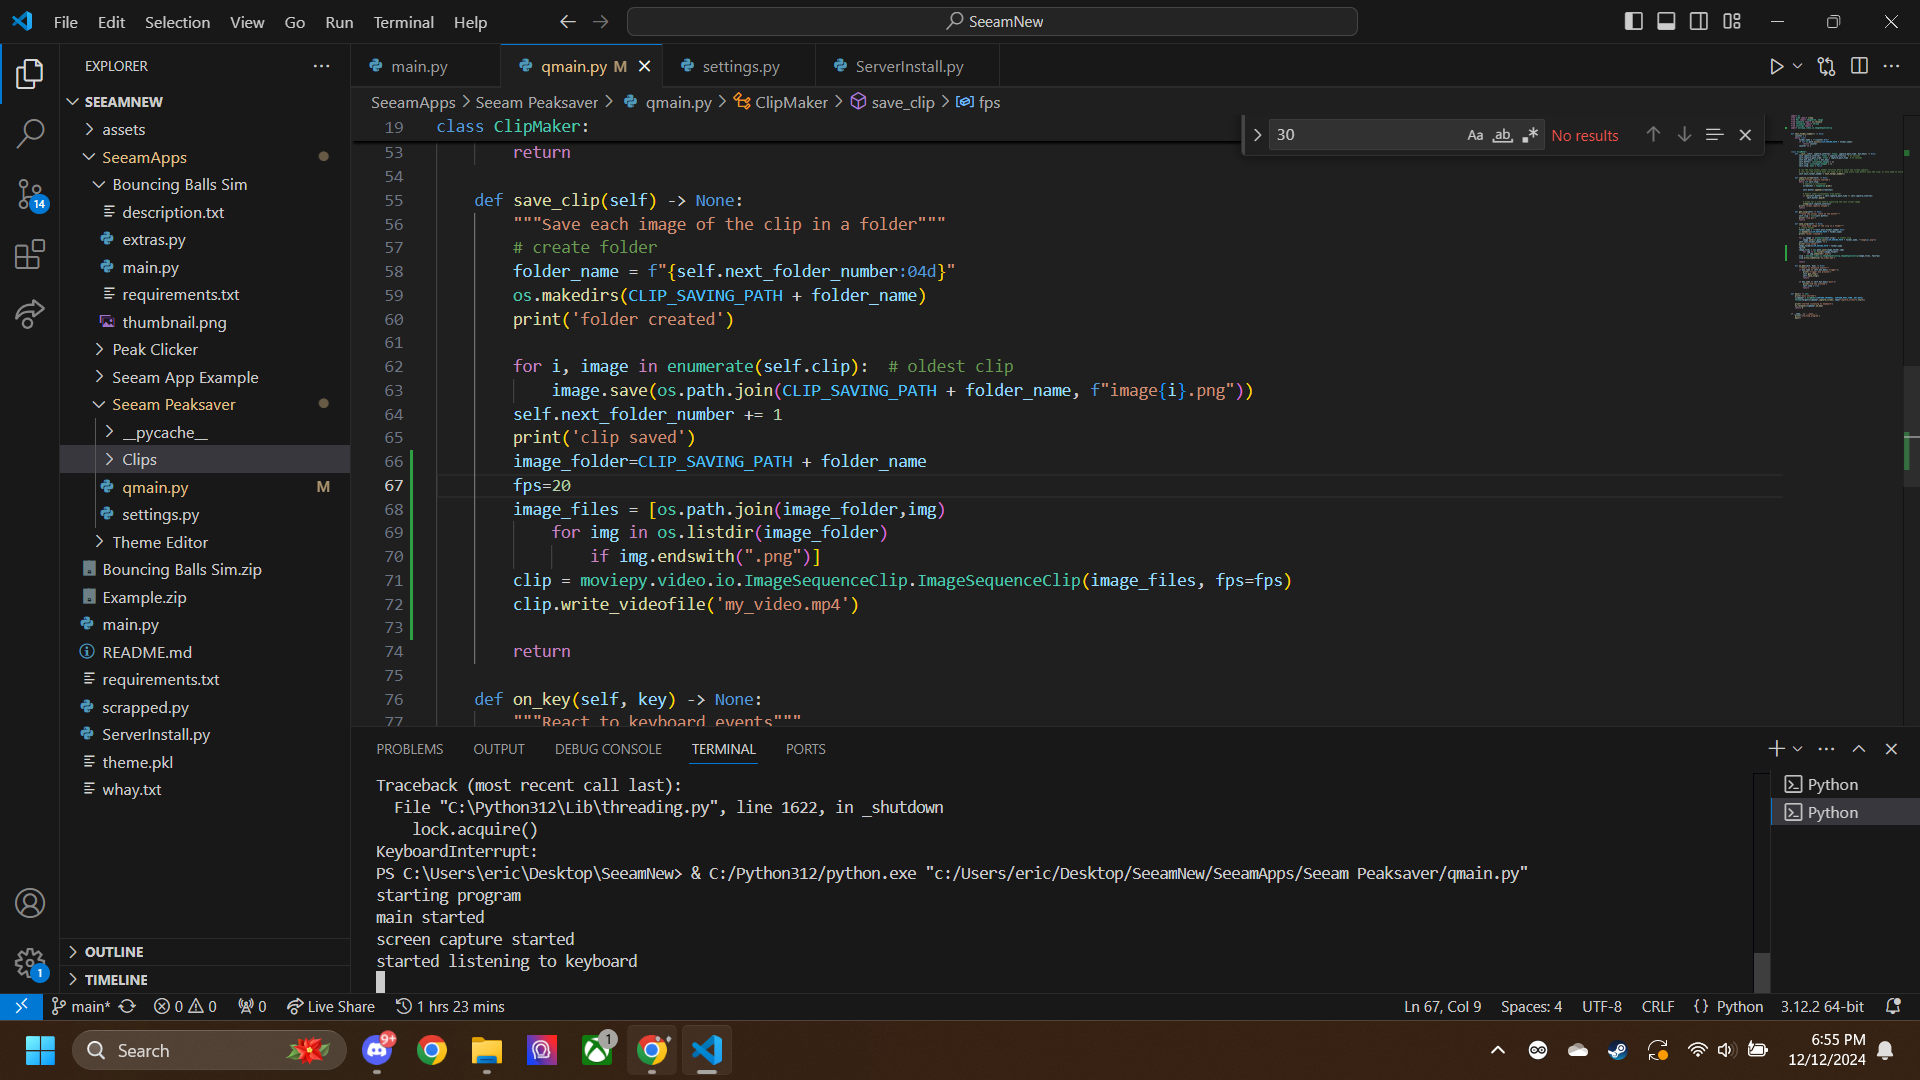 File Edit Selection View Go Run Terminal Help
SeeamNew
EXPLORER
SEEAMNEW
assets
SeeamApps
Bouncing Balls Sim
description.txt
extras.py
main.py
requirements.txt
thumbnail.png
Peak Clicker
Seeam App Example
Seeam Peaksaver
__pycache__
Clips
qmain.py M
settings.py
Theme Editor
Bouncing Balls Sim.zip
Example.zip
main.py
README.md
requirements.txt
scrapped.py
ServerInstall.py
theme.pkl
whay.txt
OUTLINE
TIMELINE
14
1
main.py
qmain.py M
settings.py
ServerInstall.py
SeeamApps > Seeam Peaksaver > qmain.py > ClipMaker > save_clip > fps
30
Aa ab .*
No results
19 class ClipMaker:
53 return
54
55 def save_clip(self) -> None:
56 """Save each image of the clip in a folder"""
57 # create folder
58 folder_name = f"{self.next_folder_number:04d}"
59 os.makedirs(CLIP_SAVING_PATH + folder_name)
60 print('folder created')
61
62 for i, image in enumerate(self.clip):  # oldest clip
63 image.save(os.path.join(CLIP_SAVING_PATH + folder_name, f"image{i}.png"))
64 self.next_folder_number += 1
65 print('clip saved')
66 image_folder=CLIP_SAVING_PATH + folder_name
67 fps=20
68 image_files = [os.path.join(image_folder,img)
69 for img in os.listdir(image_folder)
70 if img.endswith(".png")]
71 clip = moviepy.video.io.ImageSequenceClip.ImageSequenceClip(image_files, fps=fps)
72 clip.write_videofile('my_video.mp4')
73
74 return
75
76 def on_key(self, key) -> None:
77 """React to keyboard events"""
PROBLEMS OUTPUT DEBUG CONSOLE TERMINAL PORTS
Traceback (most recent call last):
File "C:\Python312\Lib\threading.py", line 1622, in _shutdown
lock.acquire()
KeyboardInterrupt:
PS C:\Users\eric\Desktop\SeeamNew> & C:/Python312/python.exe "c:/Users/eric/Desktop/SeeamNew/SeeamApps/Seeam Peaksaver/qmain.py"
starting program
main started
screen capture started
started listening to keyboard
Python
Python
main* 0 0 0 Live Share 1 hrs 23 mins
Ln 67, Col 9 Spaces: 4 UTF-8 CRLF {} Python 3.12.2 64-bit
Search
9+
1
6:55 PM
12/12/2024